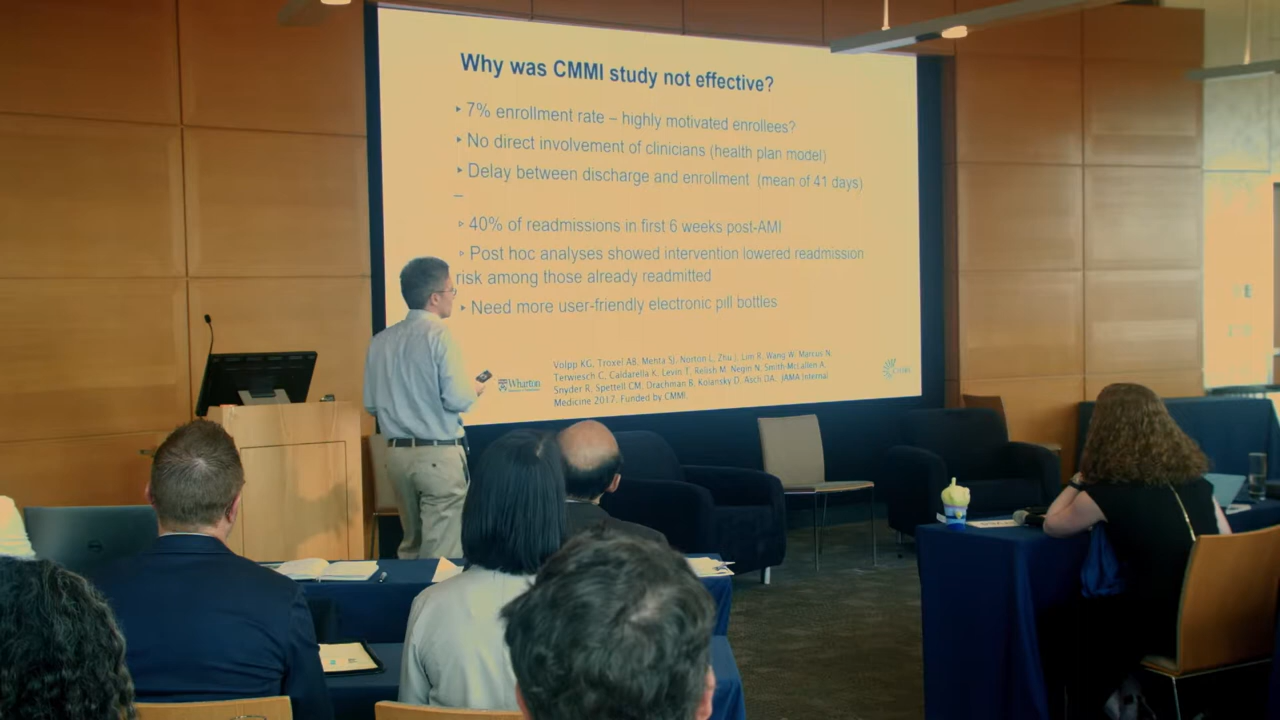 Why was CMMI study not effective?
‣ 7% enrollment rate – highly motivated enrollees?
‣ No direct involvement of clinicians (health plan model)
‣ Delay between discharge and enrollment (mean of 41 days)
–
▹ 40% of readmissions in first 6 weeks post-AMI
▹ Post hoc analyses showed intervention lowered readmission
risk among those already readmitted
‣ Need more user-friendly electronic pill bottles
Volpp KG, Troxel AB, Mehta SJ, Norton L, Zhu J, Lim R, Wang W, Marcus N,
Terwiesch C, Caldarella K, Levin T, Relish M, Negin N, Smith-McLallen A,
Snyder R, Spettell CM, Drachman B, Kolansky D, Asch DA. JAMA Internal
Medicine 2017, Funded by CMMI.
Wharton